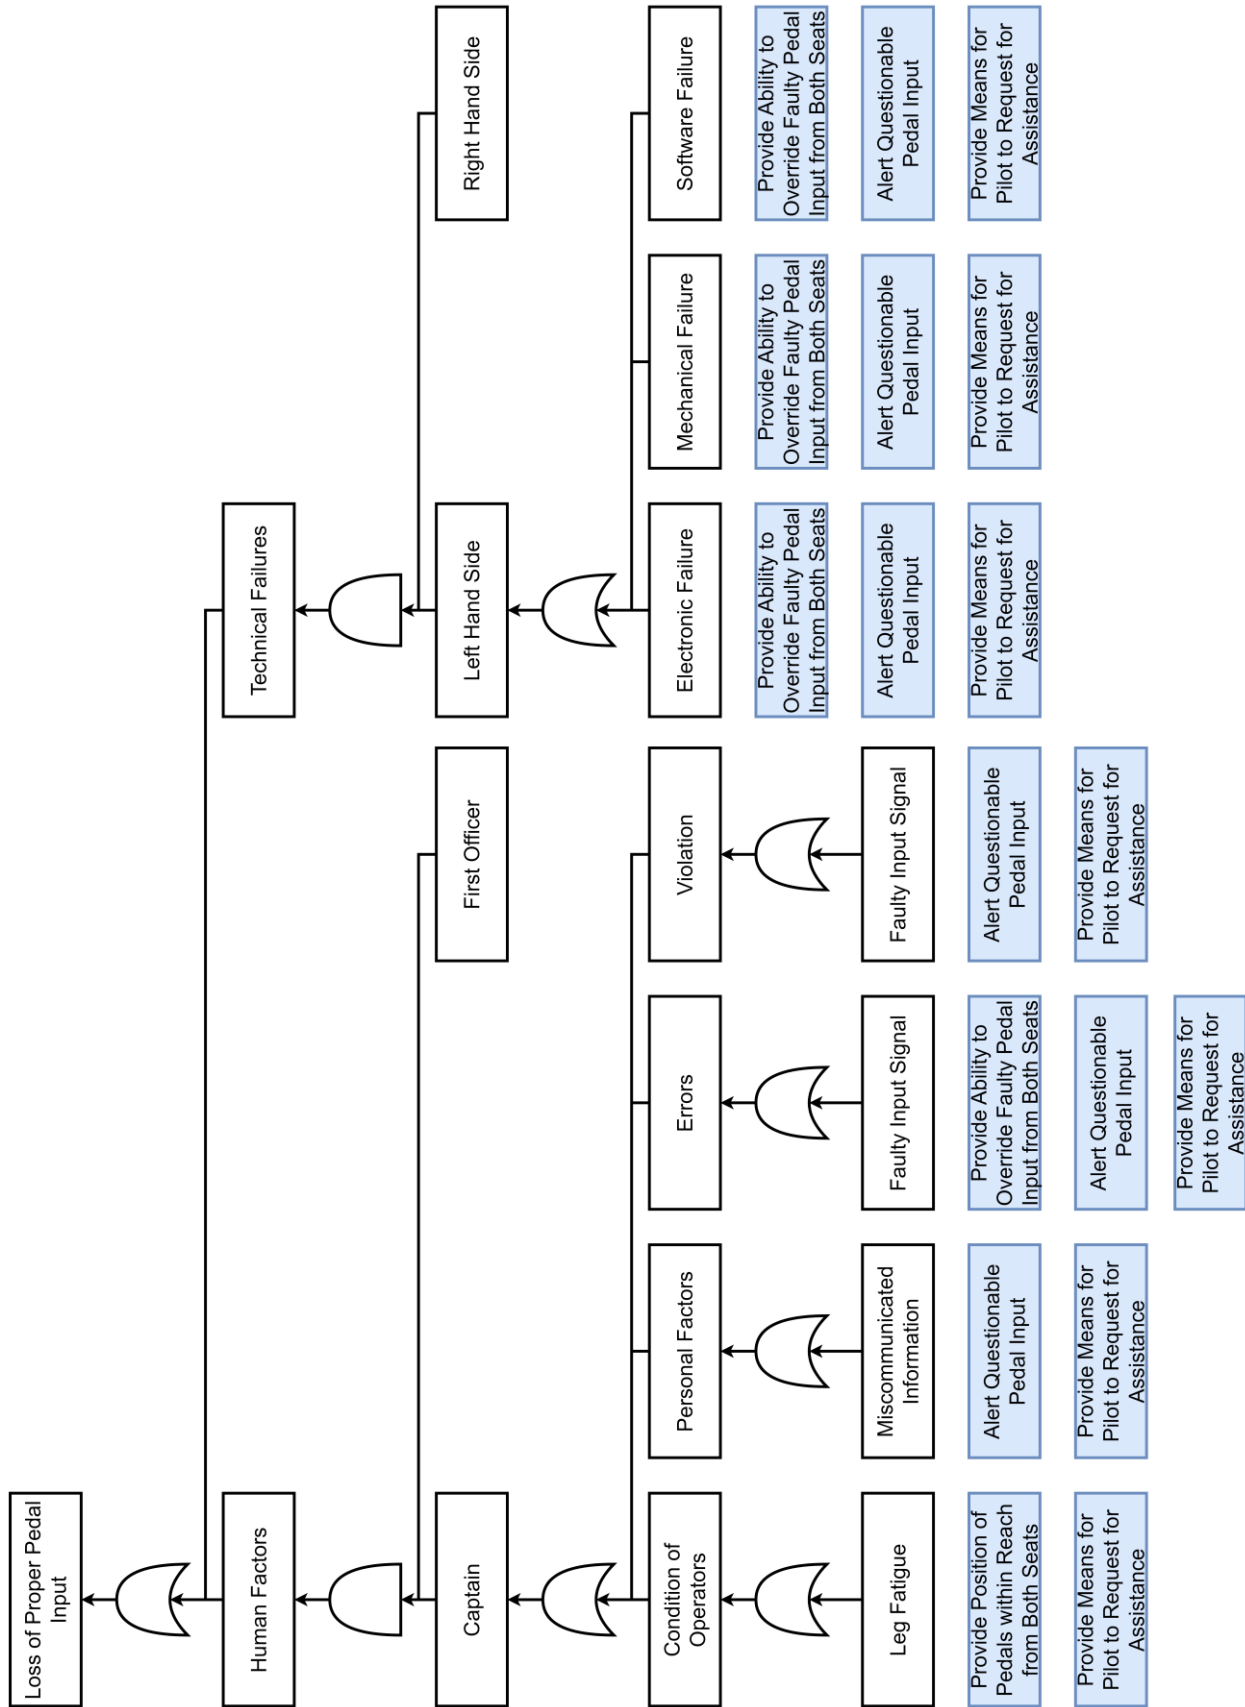 Loss of Proper Pedal
Input
Human Factors
Technical Failures
Captain
First Officer
Left Hand Side
Right Hand Side
Condition of
Operators
Personal Factors
Errors
Violation
Electronic Failure
Mechanical Failure
Software Failure
Leg Fatigue
Miscommunicated
Information
Faulty Input Signal
Faulty Input Signal
Provide Ability to
Override Faulty Pedal
Input from Both Seats
Provide Ability to
Override Faulty Pedal
Input from Both Seats
Provide Ability to
Override Faulty Pedal
Input from Both Seats
Alert Questionable
Pedal Input
Alert Questionable
Pedal Input
Alert Questionable
Pedal Input
Provide Position of
Pedals within Reach
from Both Seats
Alert Questionable
Pedal Input
Provide Ability to
Override Faulty Pedal
Input from Both Seats
Alert Questionable
Pedal Input
Provide Means for
Pilot to Request for
Assistance
Provide Means for
Pilot to Request for
Assistance
Provide Means for
Pilot to Request for
Assistance
Provide Means for
Pilot to Request for
Assistance
Provide Means for
Pilot to Request for
Assistance
Alert Questionable
Pedal Input
Provide Means for
Pilot to Request for
Assistance
Provide Means for
Pilot to Request for
Assistance